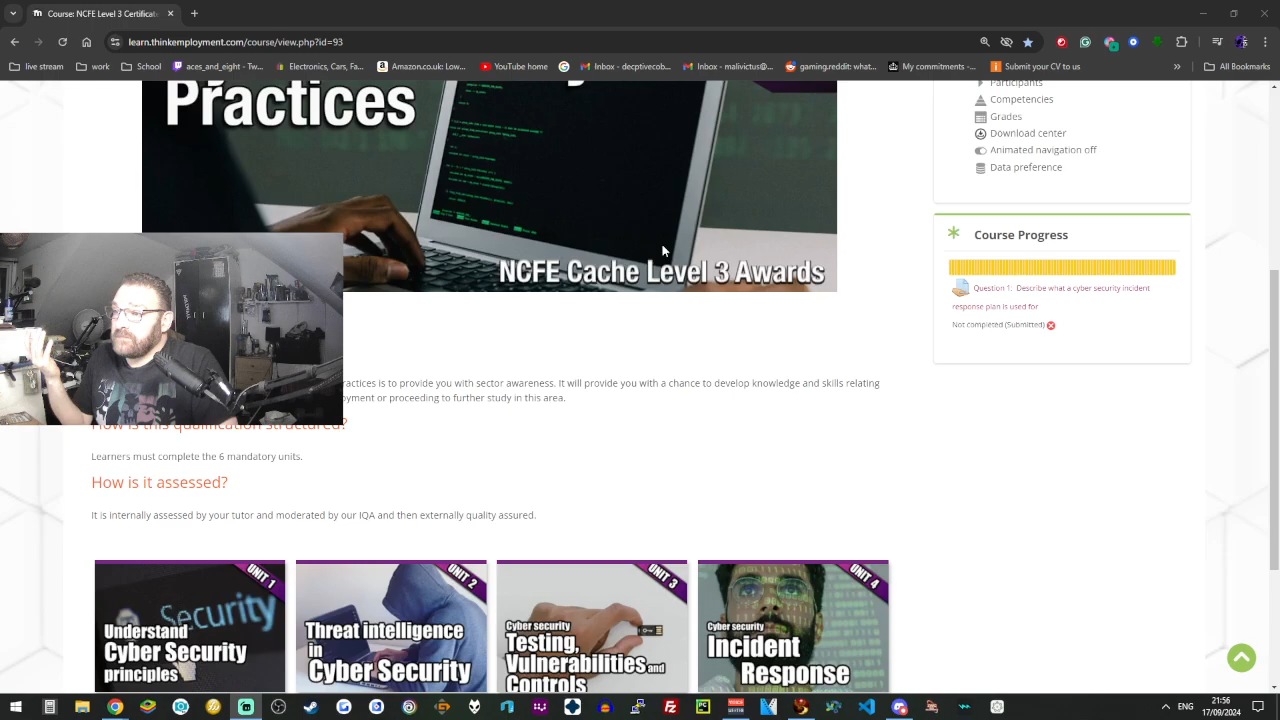 NCFE Cache Level 3 Certific
learn.thinkemployment.com/course/view.php?id=93
live stream
work
School
aces_and_eight - Tw...
Electronics, Cars, Fa...
Amazon.co.uk: Low...
YouTube home
Inbox - deptivecob...
Inbox - malivictus@...
gaming.reddit: what...
My commitments -...
Submit your CV to us
All Bookmarks
Practices
NCFE Cache Level 3 Awards
Participants
Competencies
Grades
Download center
Animated navigation off
Data preference
Course Progress
Question 1: Describe what a cyber security incident
response plan is used for
Not completed (Submitted)
ractices is to provide you with sector awareness. It will provide you with a chance to develop knowledge and skills relating
oyment or proceeding to further study in this area.
How is this qualification structured?
Learners must complete the 6 mandatory units.
How is it assessed?
It is internally assessed by your tutor and moderated by our IQA and then externally quality assured.
UNIT 1
Security
Understand
Cyber Security
principles
UNIT 2
Threat intelligence
in
Cyber Security
UNIT 3
Cyber security
Testing,
Vulnerabilities and
Controls
UNIT 4
Cyber security
Incident
Response
ENG
21:56
17/09/2024